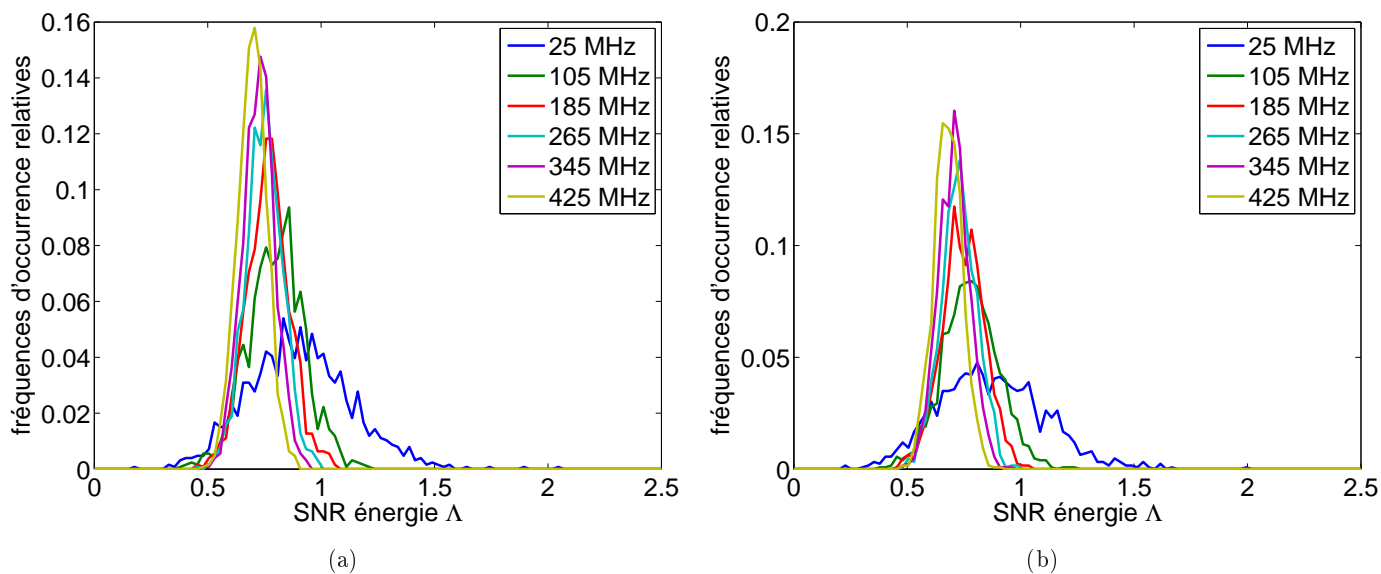 0.16
0.14
0.12
0.1
0.08
0.06
0.04
0.02
0
fréquences d'occurrence relatives
0 0.5 1 1.5 2 2.5
SNR énergie Λ
25 MHz
105 MHz
185 MHz
265 MHz
345 MHz
425 MHz
(a)
0.2
0.15
0.1
0.05
0
fréquences d'occurrence relatives
0 0.5 1 1.5 2 2.5
SNR énergie Λ
25 MHz
105 MHz
185 MHz
265 MHz
345 MHz
425 MHz
(b)